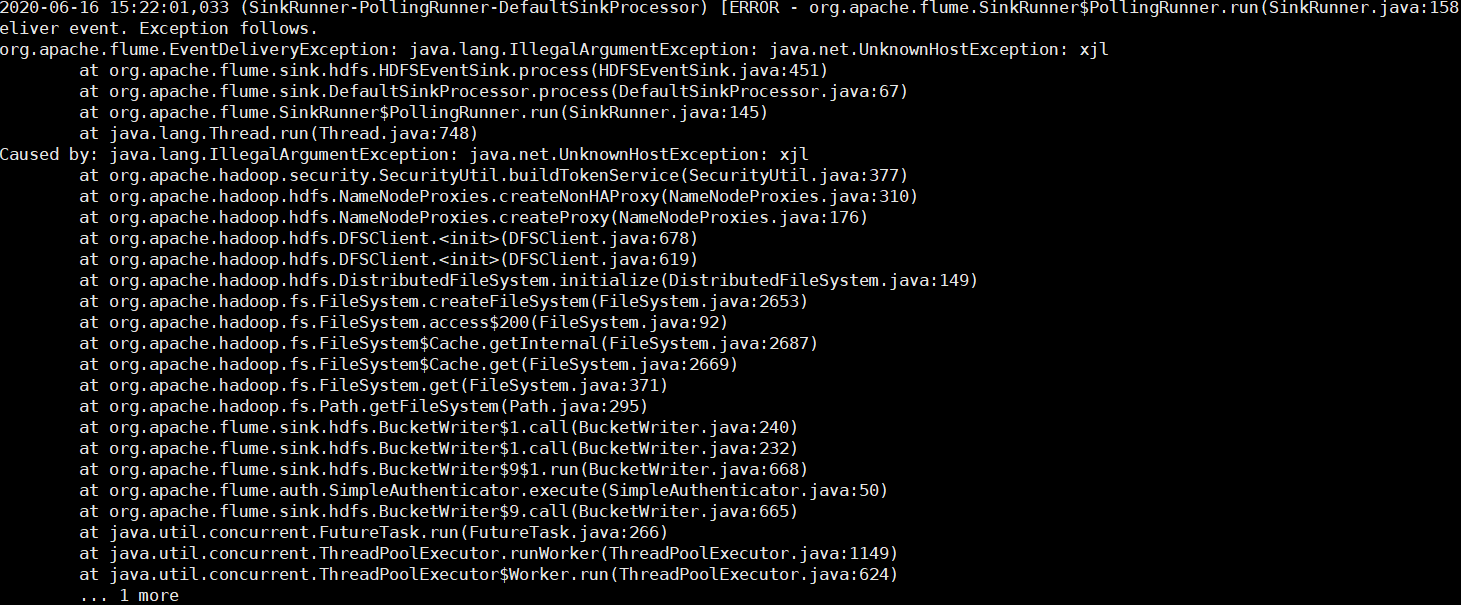 2020-06-16 15:22:01,033 (SinkRunner-PollingRunner-DefaultSinkProcessor) [ERROR - org.apache.flume.SinkRunner$PollingRunner.run(SinkRunner.java:158
eliver event. Exception follows.
org.apache.flume.EventDeliveryException: java.lang.IllegalArgumentException: java.net.UnknownHostException: xjl
        at org.apache.flume.sink.hdfs.HDFSEventSink.process(HDFSEventSink.java:451)
        at org.apache.flume.sink.DefaultSinkProcessor.process(DefaultSinkProcessor.java:67)
        at org.apache.flume.SinkRunner$PollingRunner.run(SinkRunner.java:145)
        at java.lang.Thread.run(Thread.java:748)
Caused by: java.lang.IllegalArgumentException: java.net.UnknownHostException: xjl
        at org.apache.hadoop.security.SecurityUtil.buildTokenService(SecurityUtil.java:377)
        at org.apache.hadoop.hdfs.NameNodeProxies.createNonHAProxy(NameNodeProxies.java:310)
        at org.apache.hadoop.hdfs.NameNodeProxies.createProxy(NameNodeProxies.java:176)
        at org.apache.hadoop.hdfs.DFSClient.<init>(DFSClient.java:678)
        at org.apache.hadoop.hdfs.DFSClient.<init>(DFSClient.java:619)
        at org.apache.hadoop.hdfs.DistributedFileSystem.initialize(DistributedFileSystem.java:149)
        at org.apache.hadoop.fs.FileSystem.createFileSystem(FileSystem.java:2653)
        at org.apache.hadoop.fs.FileSystem.access$200(FileSystem.java:92)
        at org.apache.hadoop.fs.FileSystem$Cache.getInternal(FileSystem.java:2687)
        at org.apache.hadoop.fs.FileSystem$Cache.get(FileSystem.java:2669)
        at org.apache.hadoop.fs.FileSystem.get(FileSystem.java:371)
        at org.apache.hadoop.fs.Path.getFileSystem(Path.java:295)
        at org.apache.flume.sink.hdfs.BucketWriter$1.call(BucketWriter.java:240)
        at org.apache.flume.sink.hdfs.BucketWriter$1.call(BucketWriter.java:232)
        at org.apache.flume.sink.hdfs.BucketWriter$9$1.run(BucketWriter.java:668)
        at org.apache.flume.auth.SimpleAuthenticator.execute(SimpleAuthenticator.java:50)
        at org.apache.flume.sink.hdfs.BucketWriter$9.call(BucketWriter.java:665)
        at java.util.concurrent.FutureTask.run(FutureTask.java:266)
        at java.util.concurrent.ThreadPoolExecutor.runWorker(ThreadPoolExecutor.java:1149)
        at java.util.concurrent.ThreadPoolExecutor$Worker.run(ThreadPoolExecutor.java:624)
        ... 1 more